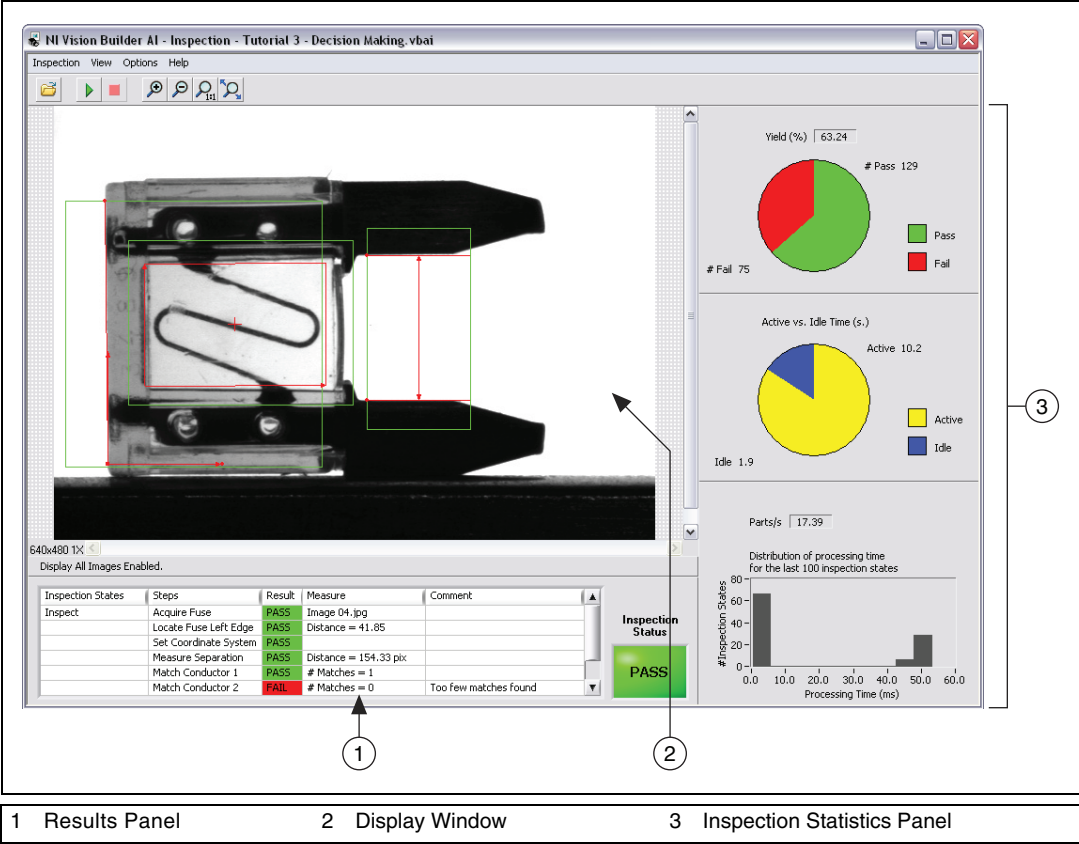 NI Vision Builder AI - Inspection - Tutorial 3 - Decision Making.vbai
Inspection View Options Help
1:1
Yield (%) 63.24
# Pass 129
Pass
Fail
# Fail 75
Active vs. Idle Time (s.)
Active 10.2
Active
Idle
Idle 1.9
3
640x480 1X
Display All Images Enabled.
Inspection States Steps Result Measure Comment
Inspect Acquire Fuse PASS Image 04.jpg
Locate Fuse Left Edge PASS Distance = 41.85
Set Coordinate System PASS
Measure Separation PASS Distance = 154.33 pix
Match Conductor 1 PASS # Matches = 1
Match Conductor 2 FAIL # Matches = 0 Too few matches found
Inspection
Status
PASS
Parts/s 17.39
Distribution of processing time
for the last 100 inspection states
#Inspection States
80
60
40
20
0
0.0 10.0 20.0 30.0 40.0 50.0 60.0
Processing Time (ms)
1
2
1 Results Panel 2 Display Window 3 Inspection Statistics Panel